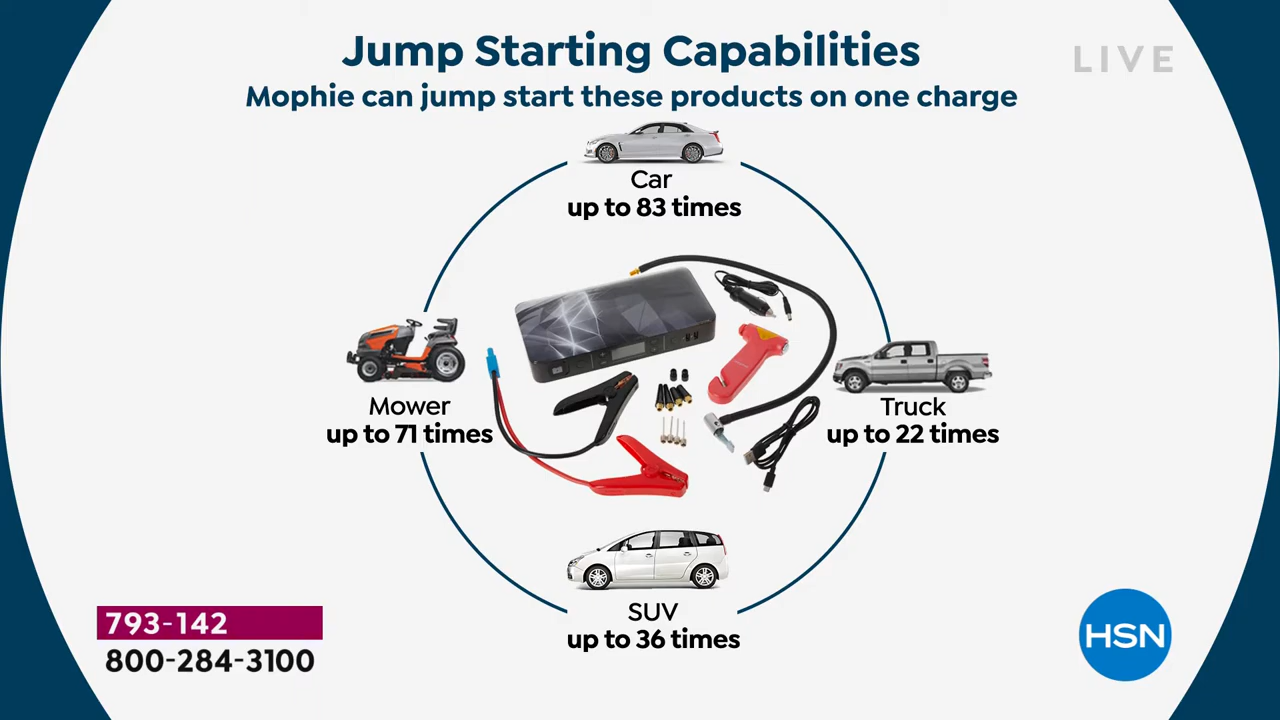 Jump Starting Capabilities
LIVE
Mophie can jump start these products on one charge
Car
up to 83 times
Mower
up to 71 times
Truck
up to 22 times
SUV
up to 36 times
793-142
800-284-3100
HSN